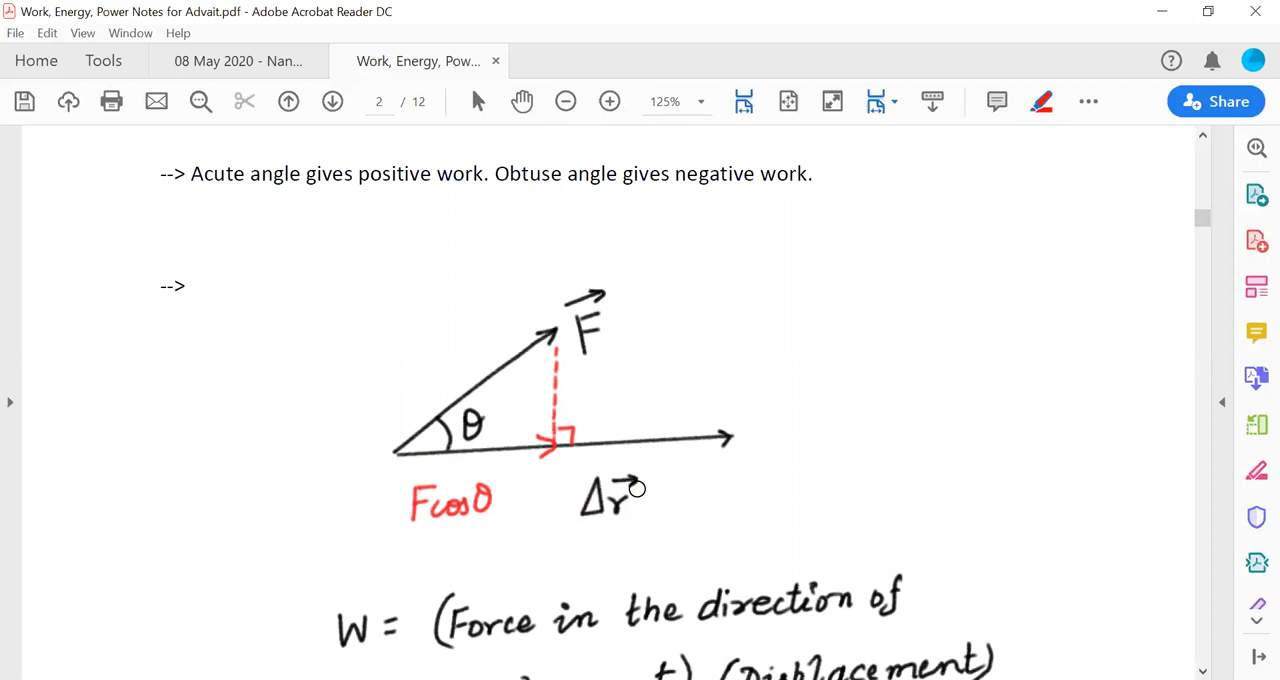 Work, Energy, Power Notes for Advait.pdf - Adobe Acrobat Reader DC
File Edit View Window Help
Home Tools 08 May 2020 - Nan... Work, Energy, Pow... ×
2 / 12 125% Share
--> Acute angle gives positive work. Obtuse angle gives negative work.
-->
F
θ
Fcosθ Δr
W = (Force in the direction of
t) (Displacement)